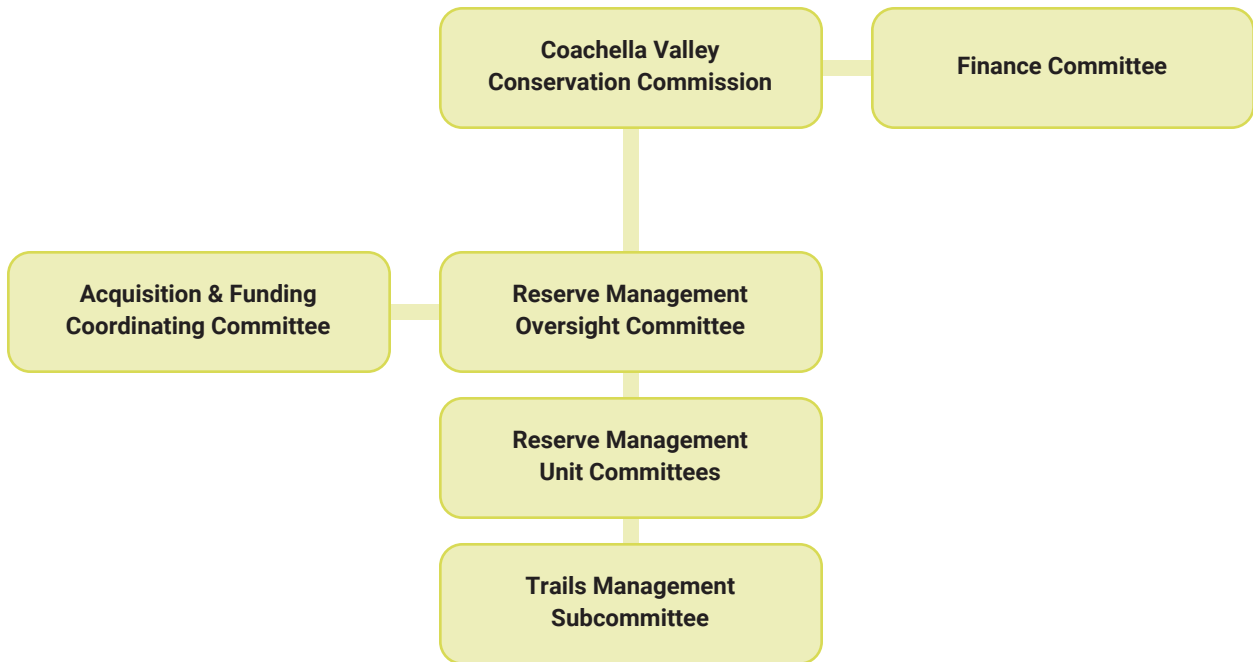 Coachella Valley
Conservation Commission
Finance Committee
Acquisition & Funding
Coordinating Committee
Reserve Management
Oversight Committee
Reserve Management
Unit Committees
Trails Management
Subcommittee